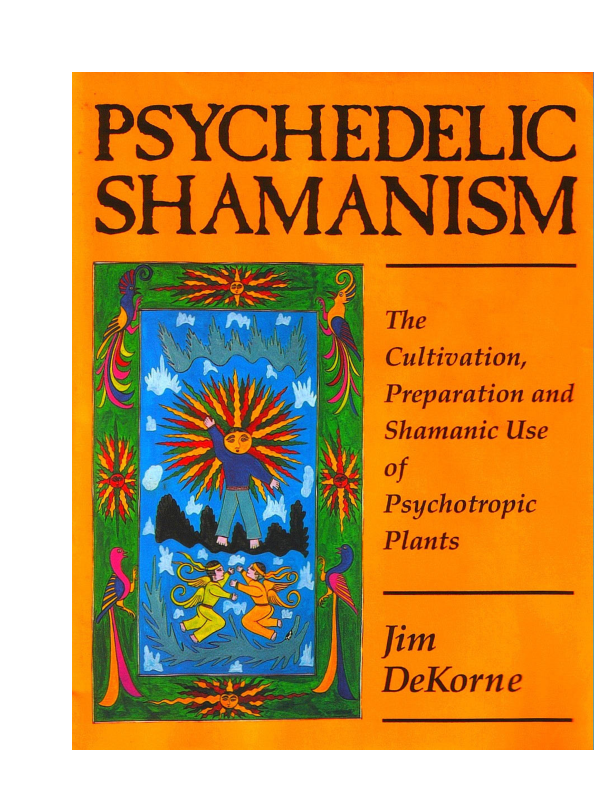 PSYCHEDELIC
SHAMANISM
The
Cultivation,
Preparation and
Shamanic Use
of
Psychotropic
Plants
Jim
DeKorne